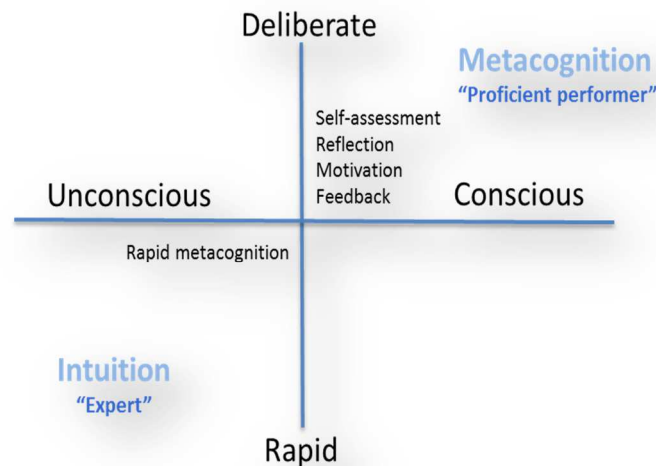 Deliberate
Metacognition
“Proficient performer”
Self-assessment
Reflection
Motivation
Feedback
Unconscious
Conscious
Rapid metacognition
Intuition
“Expert”
Rapid